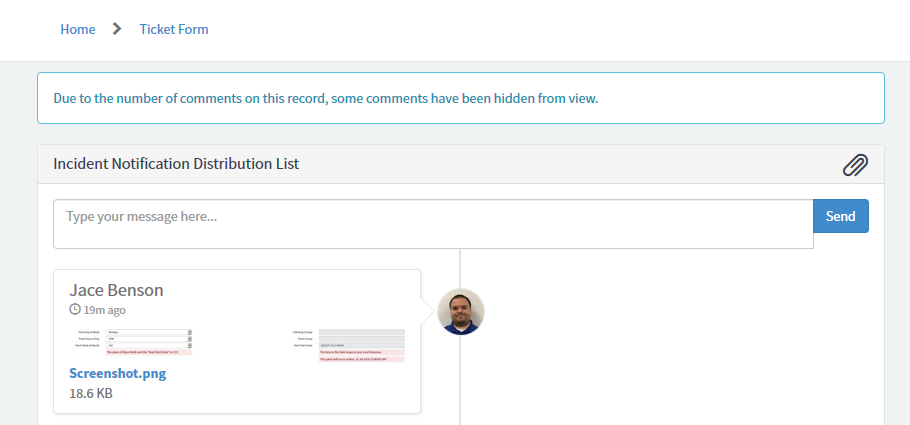 Home > Ticket Form
Due to the number of comments on this record, some comments have been hidden from view.
Incident Notification Distribution List
Type your message here...
Send
Jace Benson
19m ago
Screenshot.png
18.6 KB